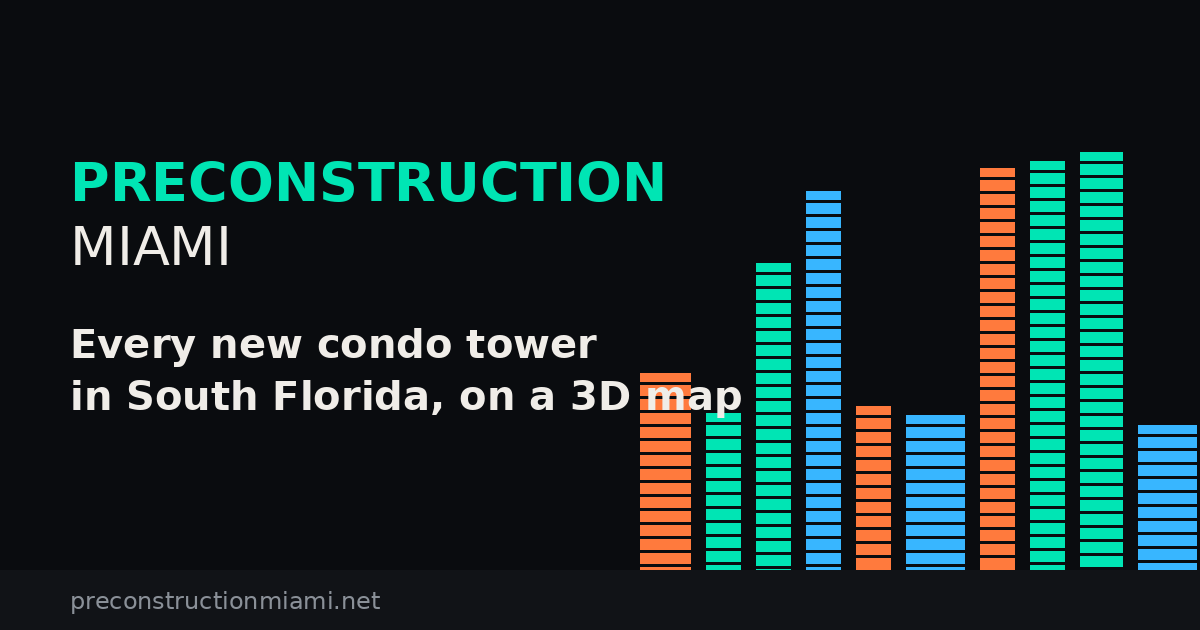 PRECONSTRUCTION
MIAMI
Every new condo tower
in South Florida, on a 3D map
preconstructionmiami.net